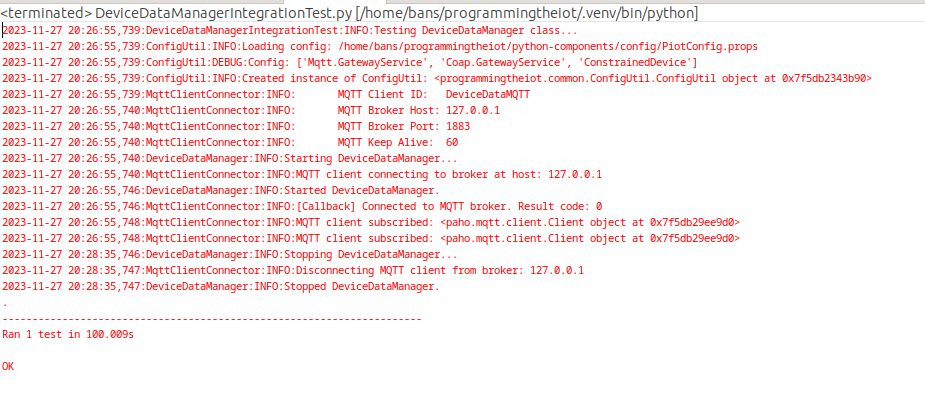 <terminated> DeviceDataManagerIntegrationTest.py [/home/bans/programmingtheiot/.venv/bin/python]
2023-11-27 20:26:55,739:DeviceDataManagerIntegrationTest:INFO:Testing DeviceDataManager class...
2023-11-27 20:26:55,739:ConfigUtil:INFO:Loading config: /home/bans/programmingtheiot/python-components/config/PiotConfig.props
2023-11-27 20:26:55,739:ConfigUtil:DEBUG:Config: ['Mqtt.GatewayService', 'Coap.GatewayService', 'ConstrainedDevice']
2023-11-27 20:26:55,739:ConfigUtil:INFO:Created instance of ConfigUtil: <programmingtheiot.common.ConfigUtil.ConfigUtil object at 0x7f5db2343b90>
2023-11-27 20:26:55,739:MqttClientConnector:INFO:	MQTT Client ID:   DeviceDataMQTT
2023-11-27 20:26:55,740:MqttClientConnector:INFO:	MQTT Broker Host: 127.0.0.1
2023-11-27 20:26:55,740:MqttClientConnector:INFO:	MQTT Broker Port: 1883
2023-11-27 20:26:55,740:MqttClientConnector:INFO:	MQTT Keep Alive:  60
2023-11-27 20:26:55,740:DeviceDataManager:INFO:Starting DeviceDataManager...
2023-11-27 20:26:55,740:MqttClientConnector:INFO:MQTT client connecting to broker at host: 127.0.0.1
2023-11-27 20:26:55,746:DeviceDataManager:INFO:Started DeviceDataManager.
2023-11-27 20:26:55,746:MqttClientConnector:INFO:[Callback] Connected to MQTT broker. Result code: 0
2023-11-27 20:26:55,748:MqttClientConnector:INFO:MQTT client subscribed: <paho.mqtt.client.Client object at 0x7f5db29ee9d0>
2023-11-27 20:26:55,748:MqttClientConnector:INFO:MQTT client subscribed: <paho.mqtt.client.Client object at 0x7f5db29ee9d0>
2023-11-27 20:28:35,746:DeviceDataManager:INFO:Stopping DeviceDataManager...
2023-11-27 20:28:35,747:MqttClientConnector:INFO:Disconnecting MQTT client from broker: 127.0.0.1
2023-11-27 20:28:35,747:DeviceDataManager:INFO:Stopped DeviceDataManager.
.
----------------------------------------------------------------------
Ran 1 test in 100.009s
OK